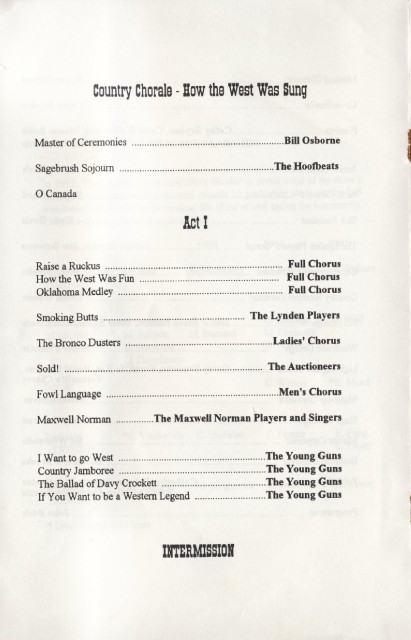 Country Chorale - How the West Was Sung
Master of Ceremonies ..................................................Bill Osborne
Sagebrush Sojourn ..................................................The Hoofbeats
O Canada
Act I
Raise a Ruckus .................................................. Full Chorus
How the West Was Fun .................................................. Full Chorus
Oklahoma Medley .................................................. Full Chorus
Smoking Butts .................................................. The Lynden Players
The Bronco Dusters ..................................................Ladies' Chorus
Sold! .................................................. The Auctioneers
Fowl Language ..................................................Men's Chorus
Maxwell Norman .............The Maxwell Norman Players and Singers
I Want to go West ..................................................The Young Guns
Country Jamboree ..................................................The Young Guns
The Ballad of Davy Crockett ...................................The Young Guns
If You Want to be a Western Legend .......................The Young Guns
INTERMISSION